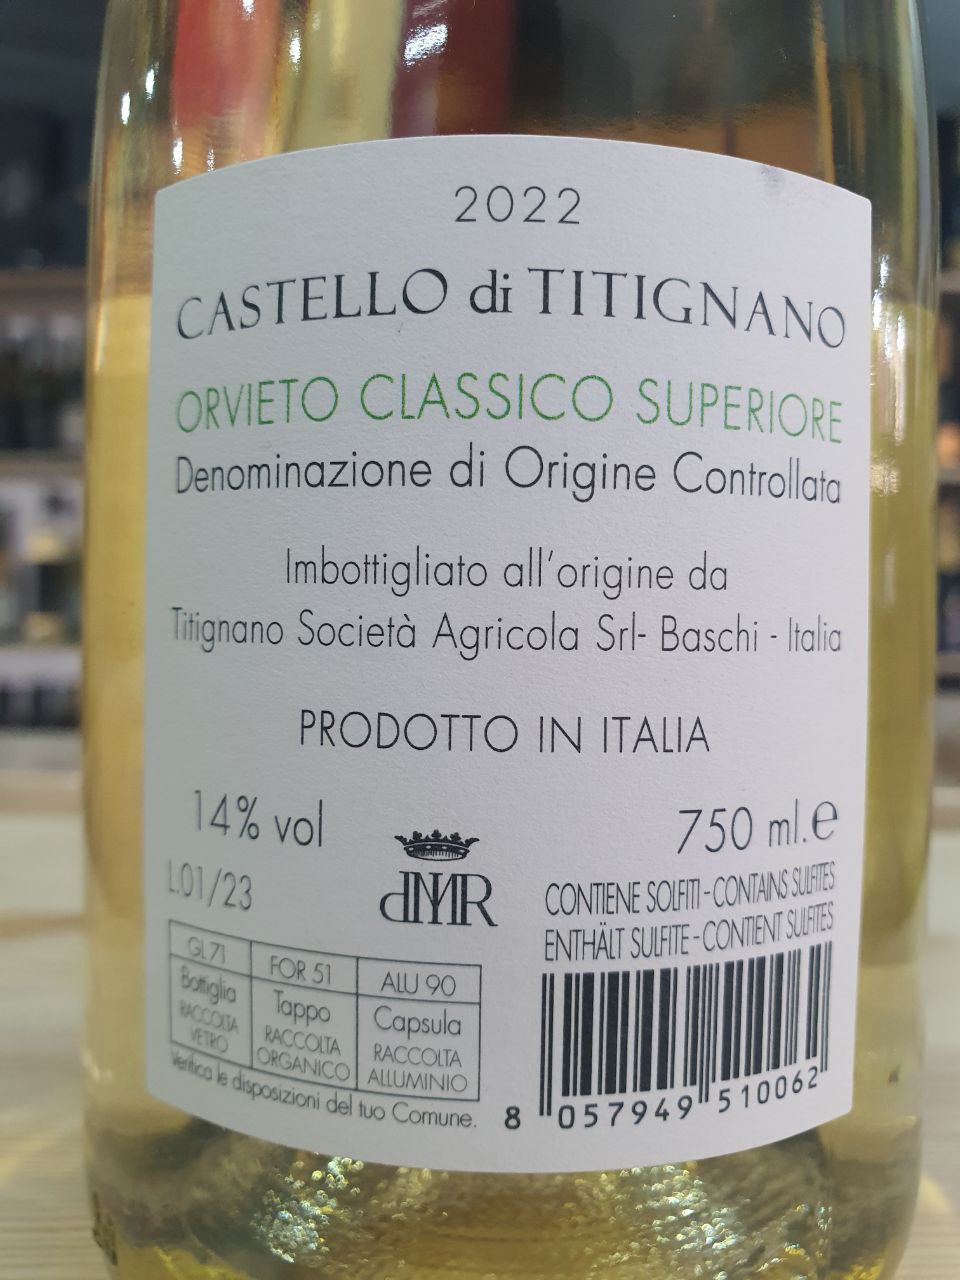 2022
CASTELLO di TITIGNANO
ORVIETO CLASSICO SUPERIORE
Denominazione di Origine Controllata
Imbottigliato all'origine da
Titignano Società Agricola Srl- Baschi - Italia
PRODOTTO IN ITALIA
14% vol
750 ml.e
L.01/23
dMR
CONTIENE SOLFITI-CONTAINS SULFITES
ENTHÄLT SULFITE-CONTIENT SULFITES
GL 71 FOR 51 ALU 90
Bottiglia Tappo Capsula
RACCOLTA RACCOLTA RACCOLTA
VETRO ORGANICO ALLUMINIO
Verifica le disposizioni del tuo Comune.
8 057949 510062